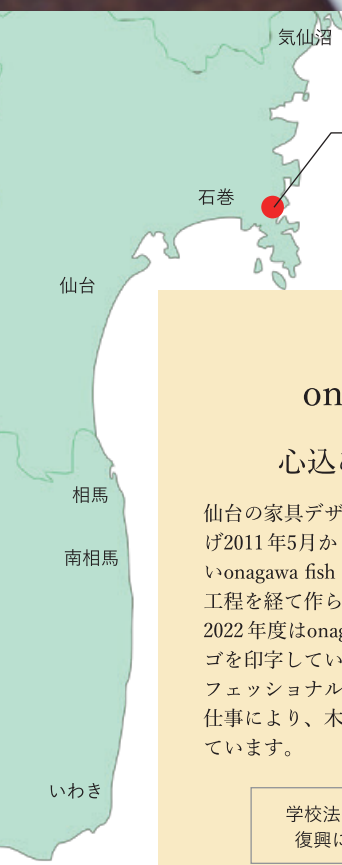 気仙沼
石巻
仙台
相馬
南相馬
いわき
on
心込
仙台の家具デザ
げ2011年5月か
いonagawa fish
工程を経て作ら
2022年度はonag
ゴを印字してい
フェッショナル
仕事により、木
ています。
学校法
復興に